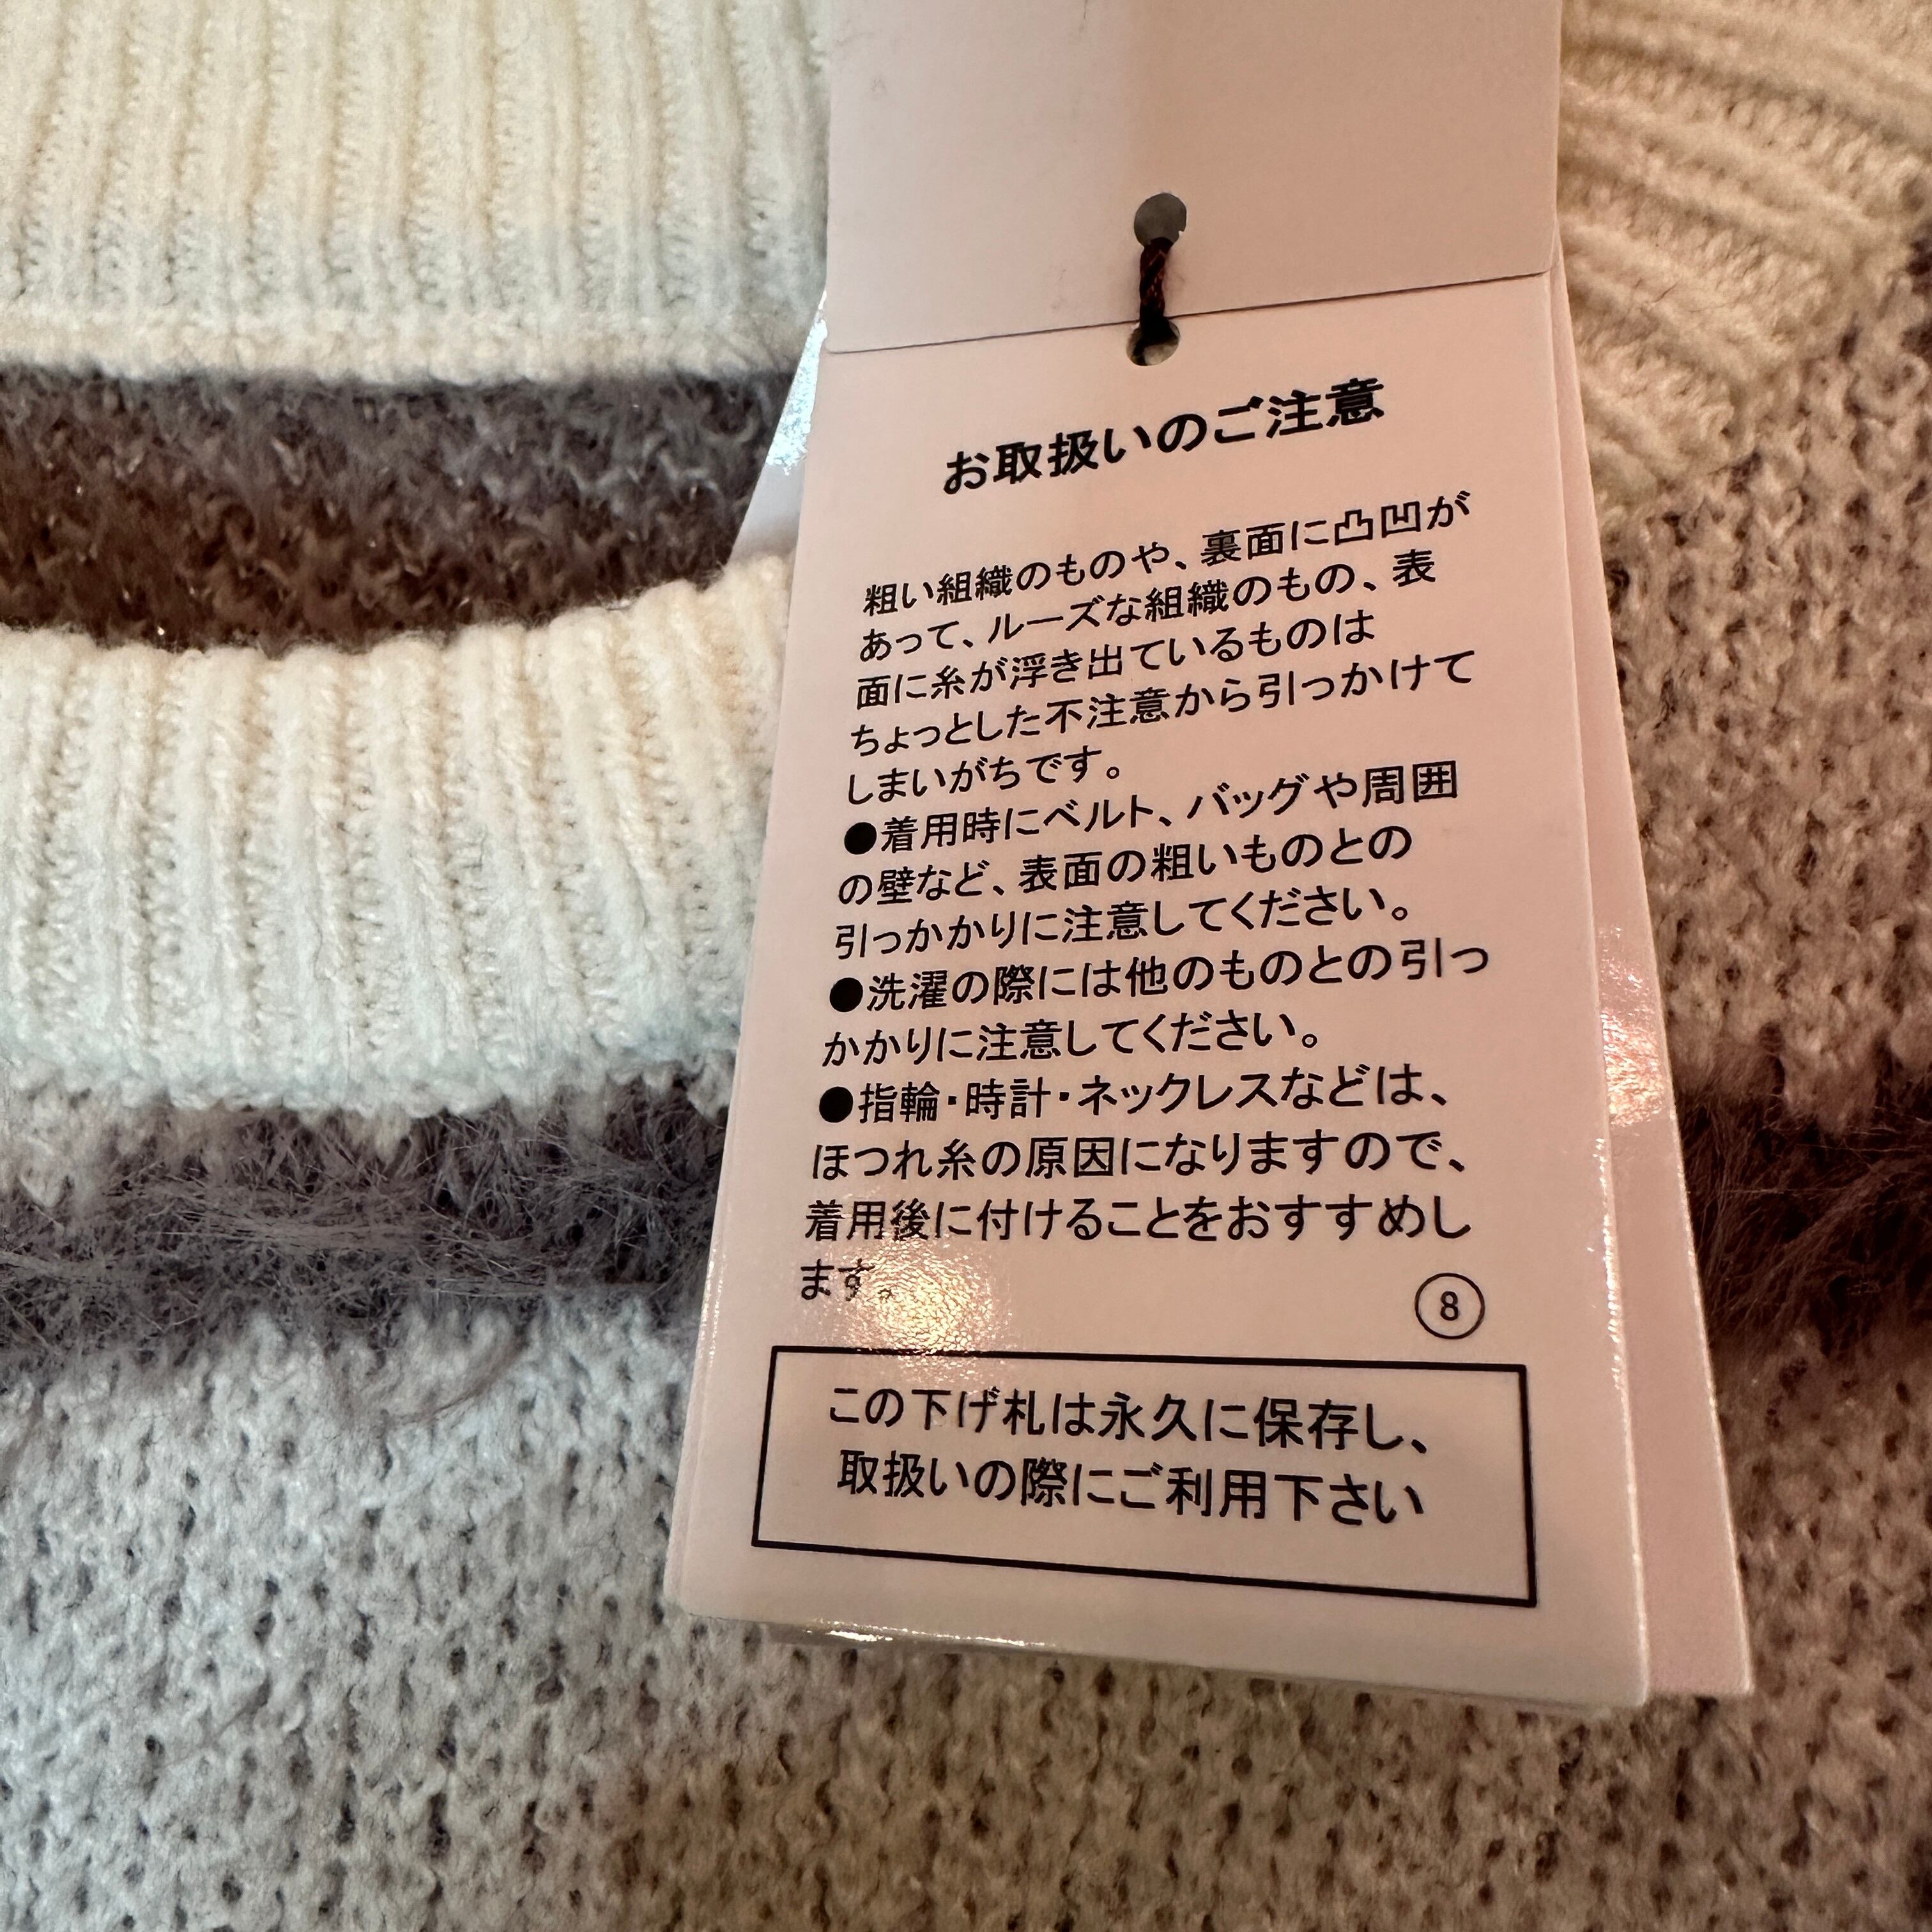 お取扱いのご注意
粗い組織のものや、裏面に凸凹が
あって、ルーズな組織のもの、表
面に糸が浮き出ているものは
ちょっとした不注意から引っかけて
しまいがちです。
●着用時にベルト、バッグや周囲
の壁など、表面の粗いものとの
引っかかりに注意してください。
●洗濯の際には他のものとの引っ
かかりに注意してください。
●指輪・時計・ネックレスなどは、
ほつれ糸の原因になりますので、
着用後に付けることをおすすめし
ます。
⑧
この下げ札は永久に保存し、
取扱いの際にご利用下さい